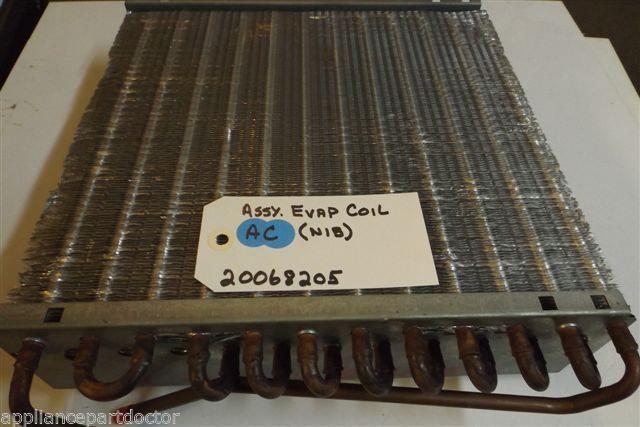 ASSY. EVAP COIL
AC (NIB)
20068205
appliancepartdoctor